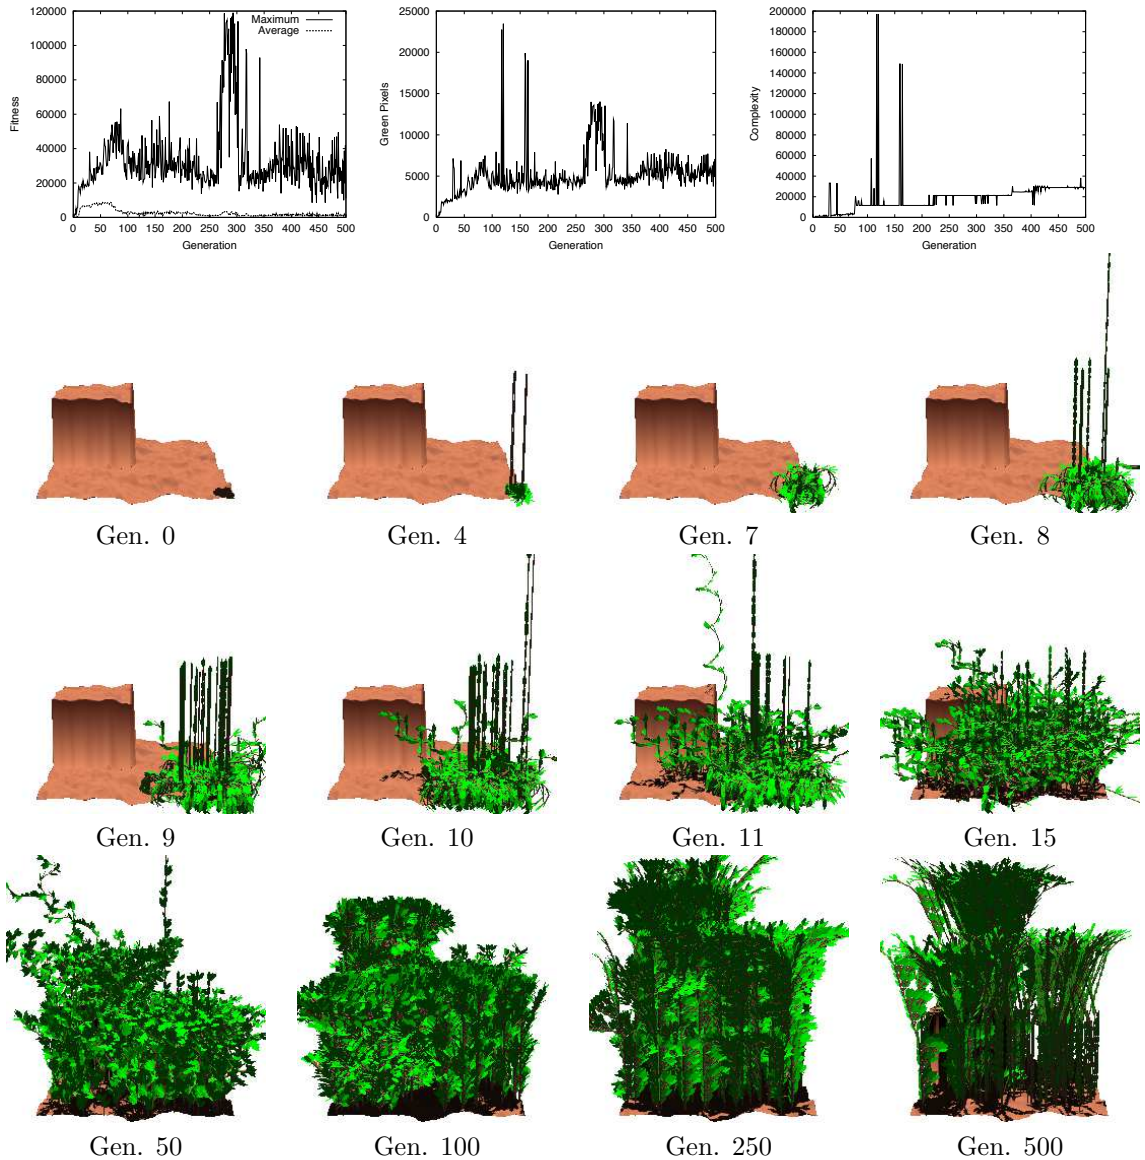 120000
100000
80000
60000
40000
20000
0
Fitness
Maximum
Average
0 50 100 150 200 250 300 350 400 450 500
Generation
25000
20000
15000
10000
5000
0
Green Pixels
0 50 100 150 200 250 300 350 400 450 500
Generation
200000
180000
160000
140000
120000
100000
80000
60000
40000
20000
0
Complexity
0 50 100 150 200 250 300 350 400 450 500
Generation
Gen. 0
Gen. 4
Gen. 7
Gen. 8
Gen. 9
Gen. 10
Gen. 11
Gen. 15
Gen. 50
Gen. 100
Gen. 250
Gen. 500